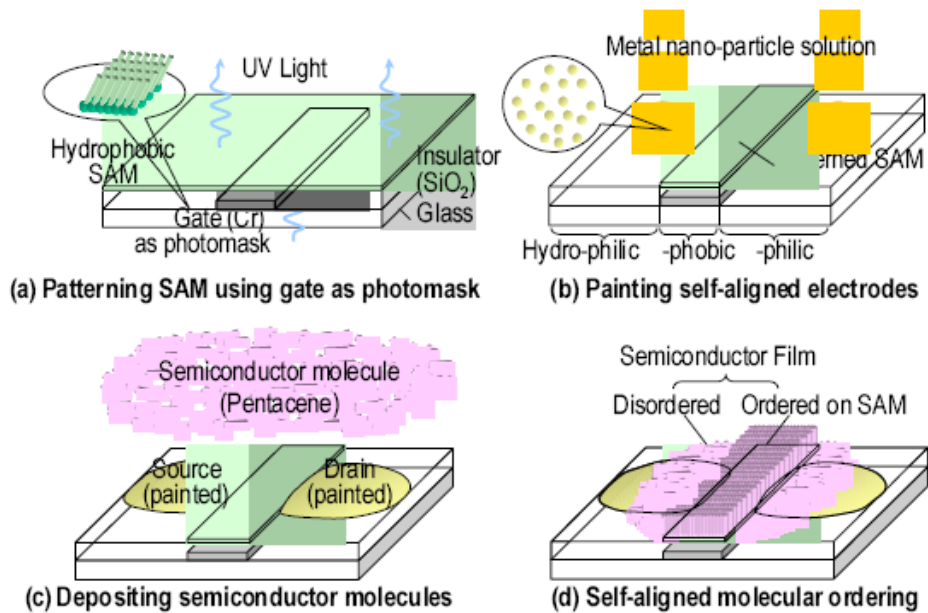 UV Light
Hydrophobic
SAM
Insulator
(SiO₂)
Glass
Gate (Cr)
as photomask
(a) Patterning SAM using gate as photomask
Metal nano-particle solution
erned SAM
Hydro-philic
-phobic
-philic
(b) Painting self-aligned electrodes
Semiconductor molecule
(Pentacene)
Source
(painted)
Drain
(painted)
(c) Depositing semiconductor molecules
Semiconductor Film
Disordered
Ordered on SAM
(d) Self-aligned molecular ordering